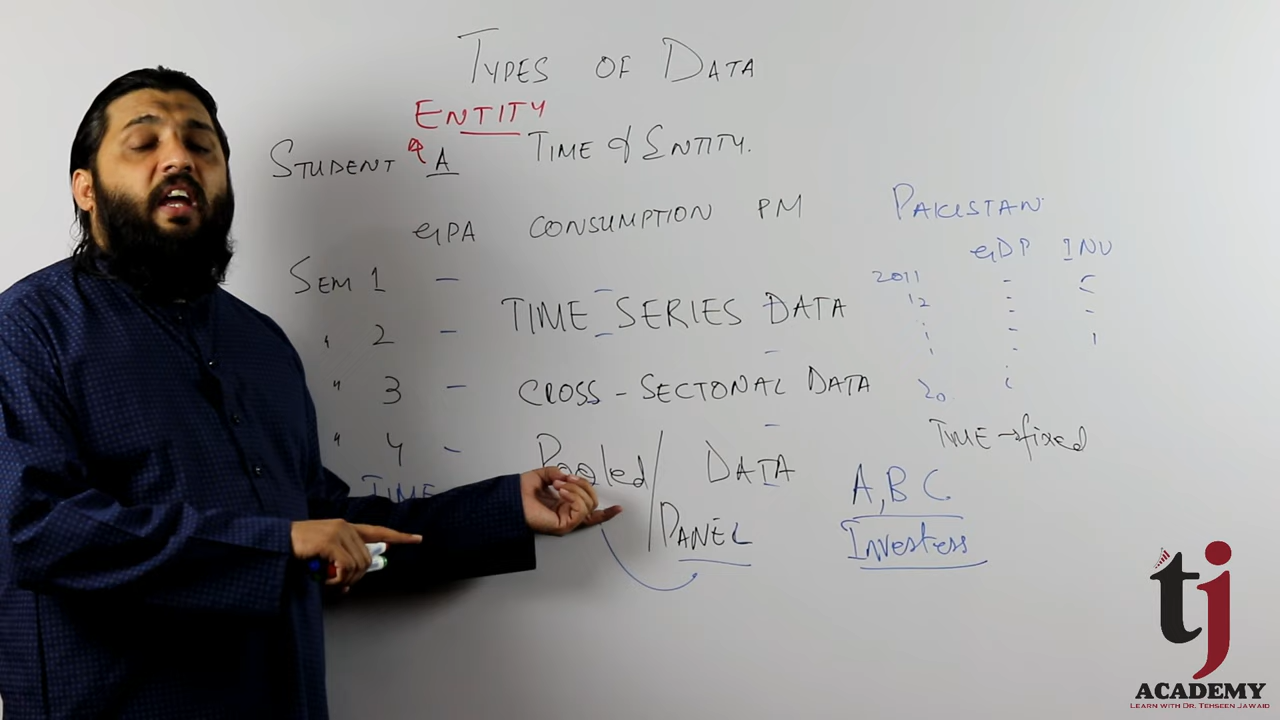 TYPES OF DATA
ENTITY
STUDENT A TIME & ENTITY.
GPA CONSUMPTION PM PAKISTAN
GDP INV
SEM 1 - 2011
12
TIME SERIES DATA
" 2 -
" 3 - CROSS-SECTONAL DATA 20
TIME → fixed
" 4 - Pooled/ DATA
TIME A, B C
PANEL Investess
tj
ACADEMY
LEARN WITH DR. TEHSEEN JAWAID